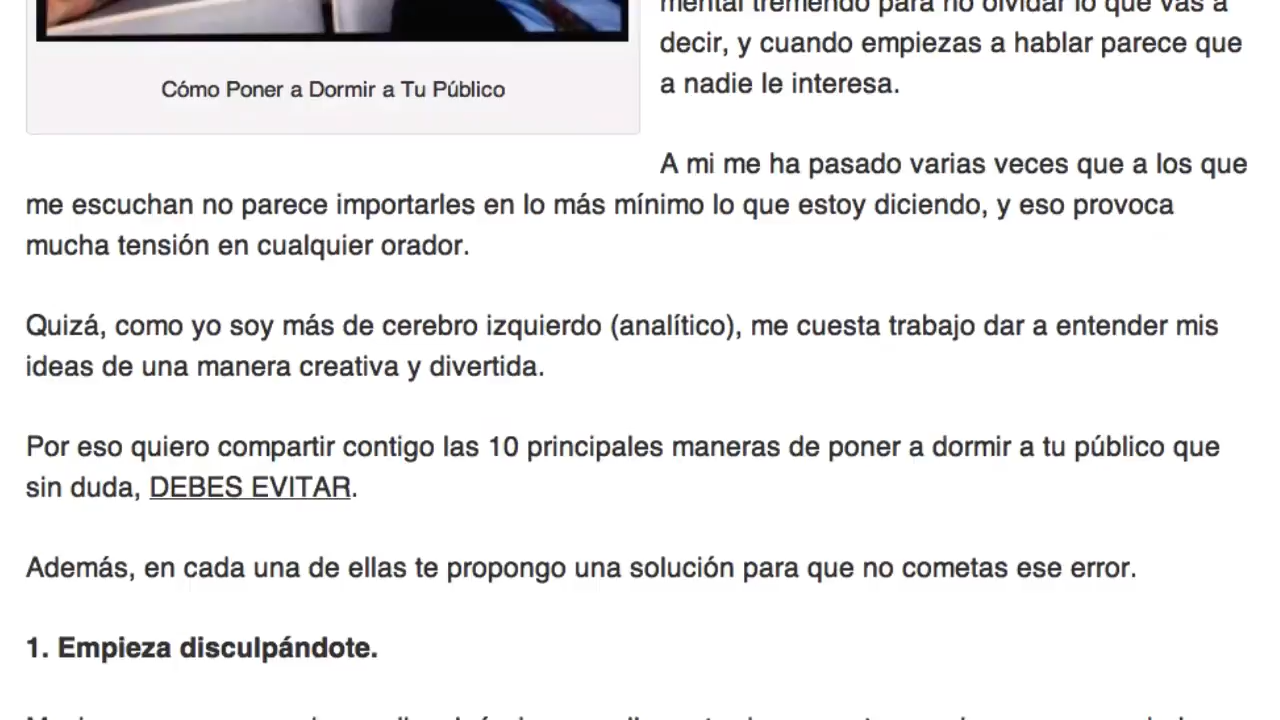 mental tremendo para no olvidar lo que vas a
decir, y cuando empiezas a hablar parece que
a nadie le interesa.
Cómo Poner a Dormir a Tu Público
A mi me ha pasado varias veces que a los que
me escuchan no parece importarles en lo más mínimo lo que estoy diciendo, y eso provoca
mucha tensión en cualquier orador.
Quizá, como yo soy más de cerebro izquierdo (analítico), me cuesta trabajo dar a entender mis
ideas de una manera creativa y divertida.
Por eso quiero compartir contigo las 10 principales maneras de poner a dormir a tu público que
sin duda, DEBES EVITAR.
Además, en cada una de ellas te propongo una solución para que no cometas ese error.
1. Empieza disculpándote.